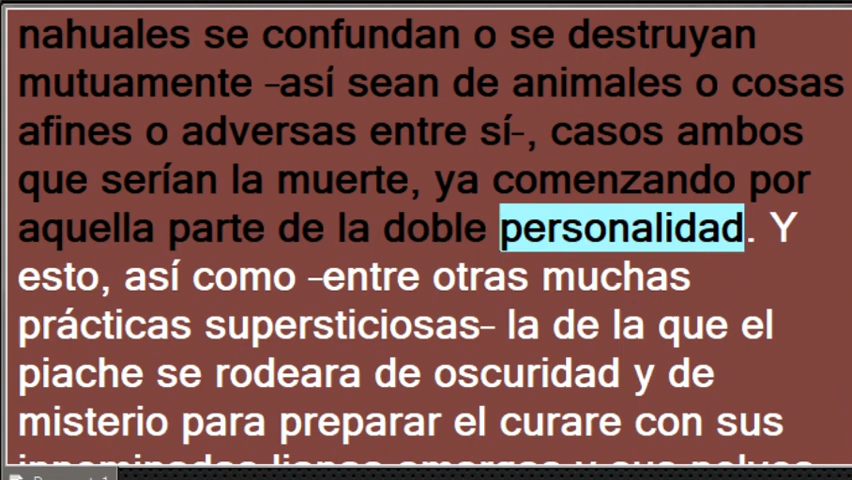 nahuales se confundan o se destruyan
mutuamente –así sean de animales o cosas
afines o adversas entre sí–, casos ambos
que serían la muerte, ya comenzando por
aquella parte de la doble personalidad. Y
esto, así como –entre otras muchas
prácticas supersticiosas– la de la que el
piache se rodeara de oscuridad y de
misterio para preparar el curare con sus